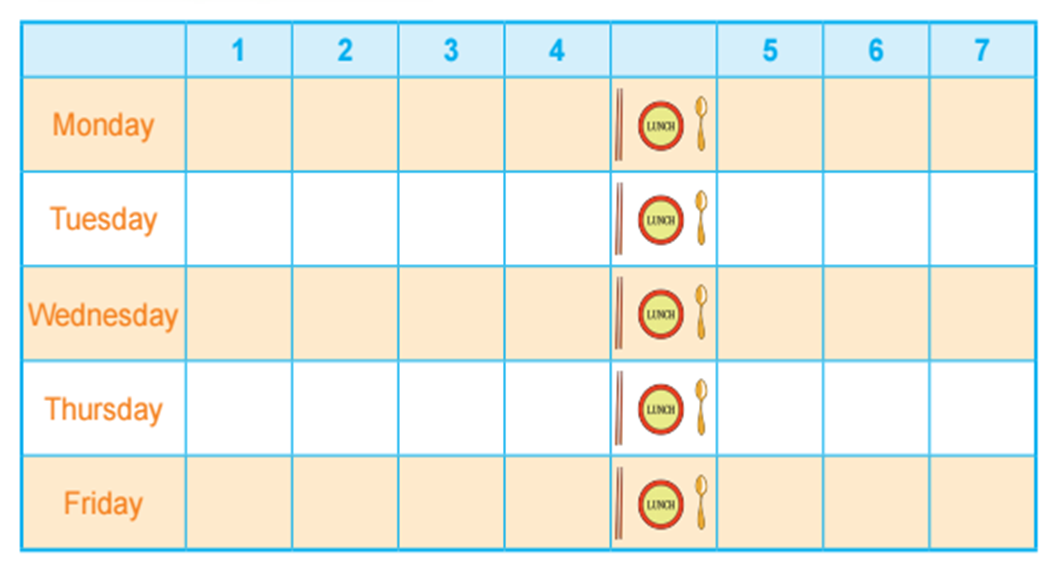 1 2 3 4 5 6 7
Monday LUNCH
Tuesday LUNCH
Wednesday LUNCH
Thursday LUNCH
Friday LUNCH